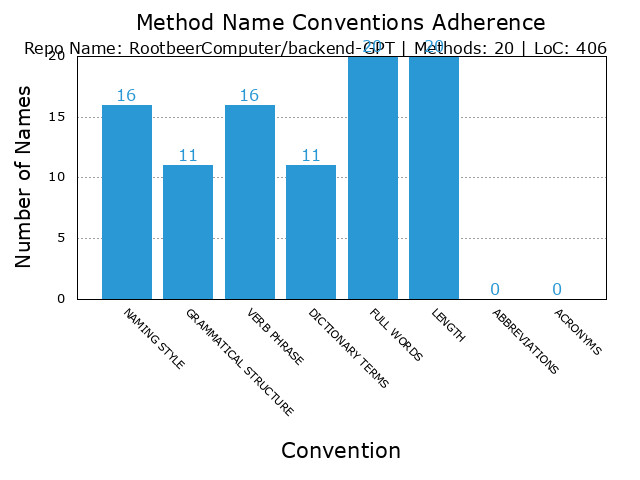 Method Name Conventions Adherence
Repo Name: RootbeerComputer/backend-GPT | Methods: 20 | LoC: 406
20
15
10
5
0
Number of Names
16
11
16
11
20
20
0
0
NAMING STYLE
GRAMMATICAL STRUCTURE
VERB PHRASE
DICTIONARY TERMS
FULL WORDS
LENGTH
ABBREVIATIONS
ACRONYMS
Convention